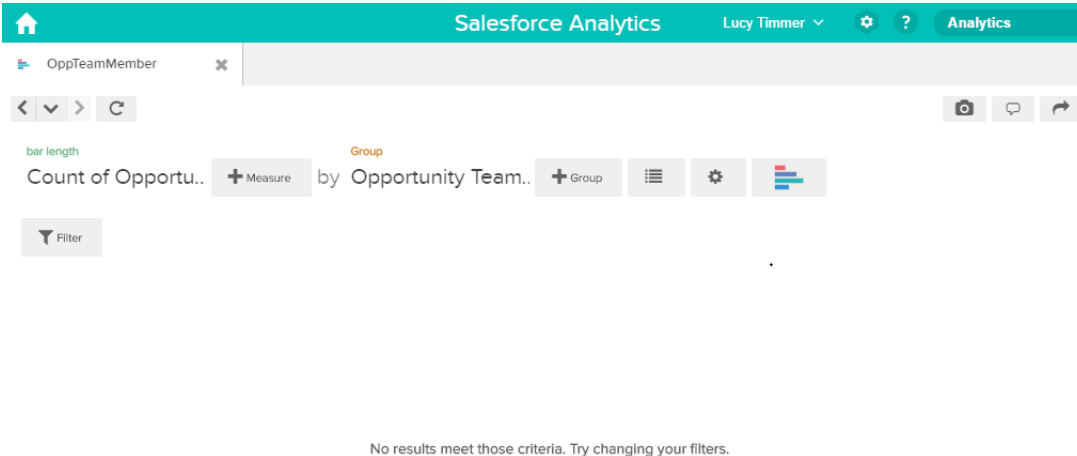 Salesforce Analytics Lucy Timmer ? Analytics
OppTeamMember
bar length Group
Count of Opportu.. + Measure by Opportunity Team.. + Group
Filter
No results meet those criteria. Try changing your filters.